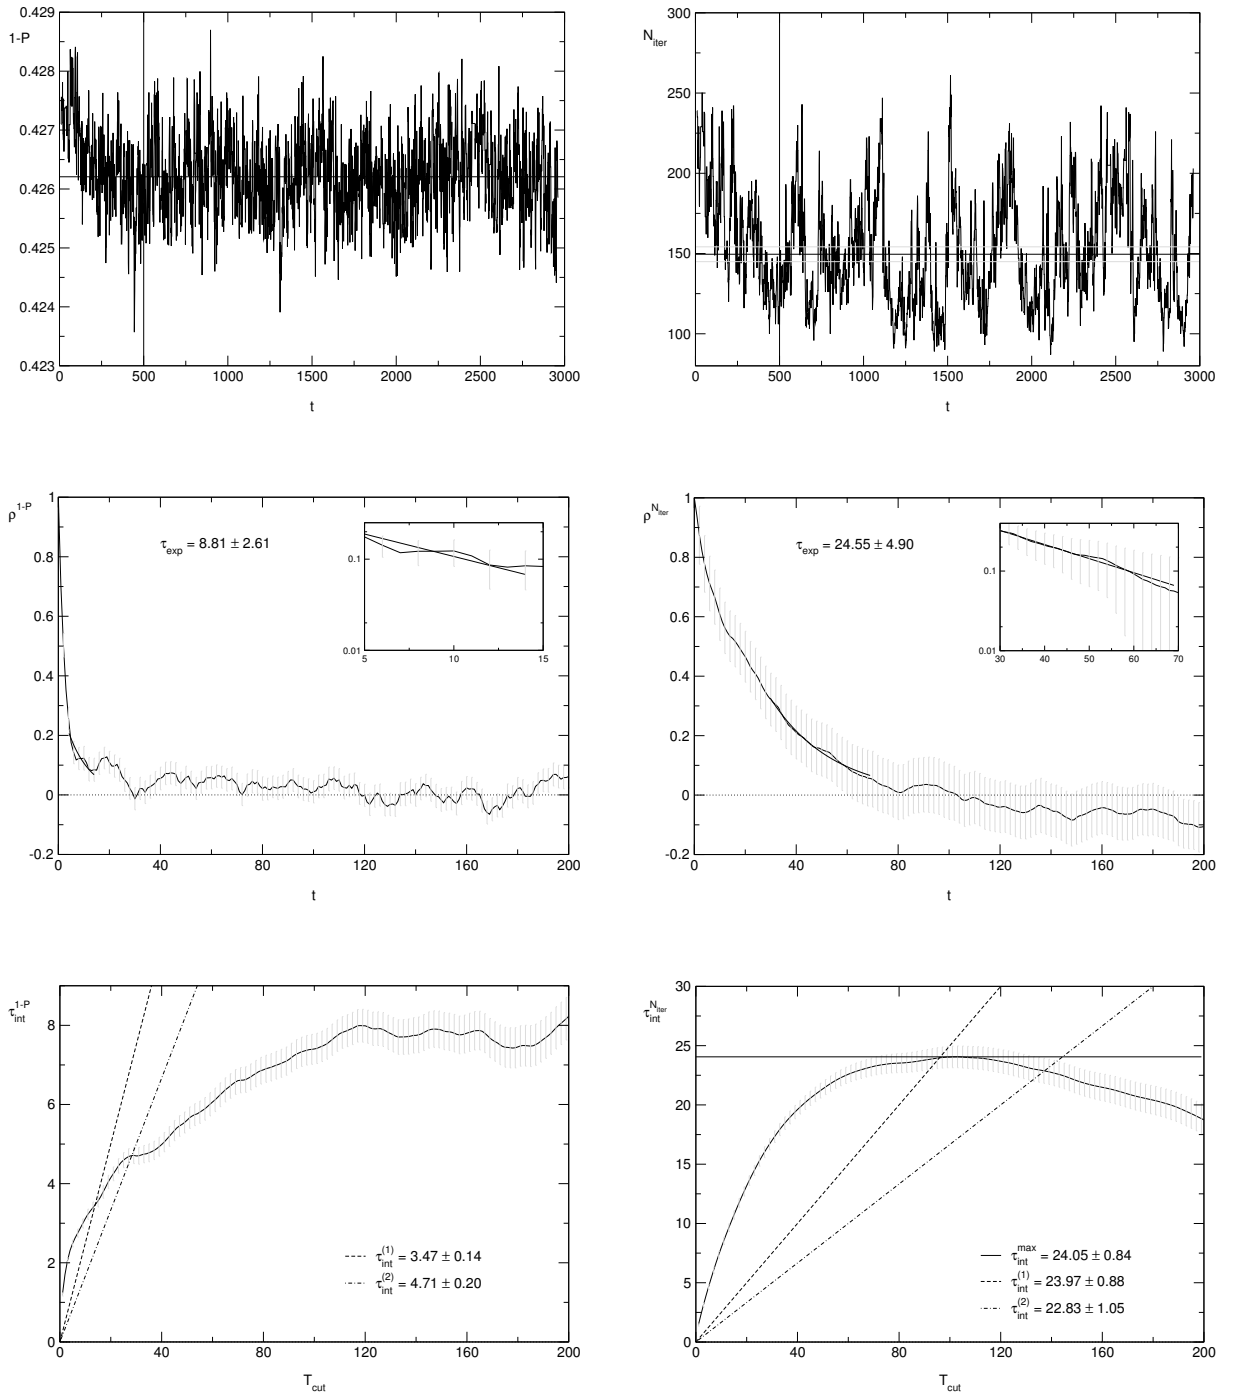 1-P
0.429
0.428
0.427
0.426
0.425
0.424
0.423
0 500 1000 1500 2000 2500 3000
t
N_iter
300
250
200
150
100
0 500 1000 1500 2000 2500 3000
t
ρ^1-P
1
0.8
0.6
0.4
0.2
0
-0.2
τ_exp = 8.81 ± 2.61
0.1
0.01
5 10 15
0 40 80 120 160 200
t
ρ^N_iter
1
0.8
0.6
0.4
0.2
0
-0.2
τ_exp = 24.55 ± 4.90
0.1
0.01
30 40 50 60 70
0 40 80 120 160 200
t
τ_int^1-P
8
6
4
2
0
τ_int^(1) = 3.47 ± 0.14
τ_int^(2) = 4.71 ± 0.20
0 40 80 120 160 200
T_cut
τ_int^N_iter
30
25
20
15
10
5
0
τ_int^max = 24.05 ± 0.84
τ_int^(1) = 23.97 ± 0.88
τ_int^(2) = 22.83 ± 1.05
0 40 80 120 160 200
T_cut